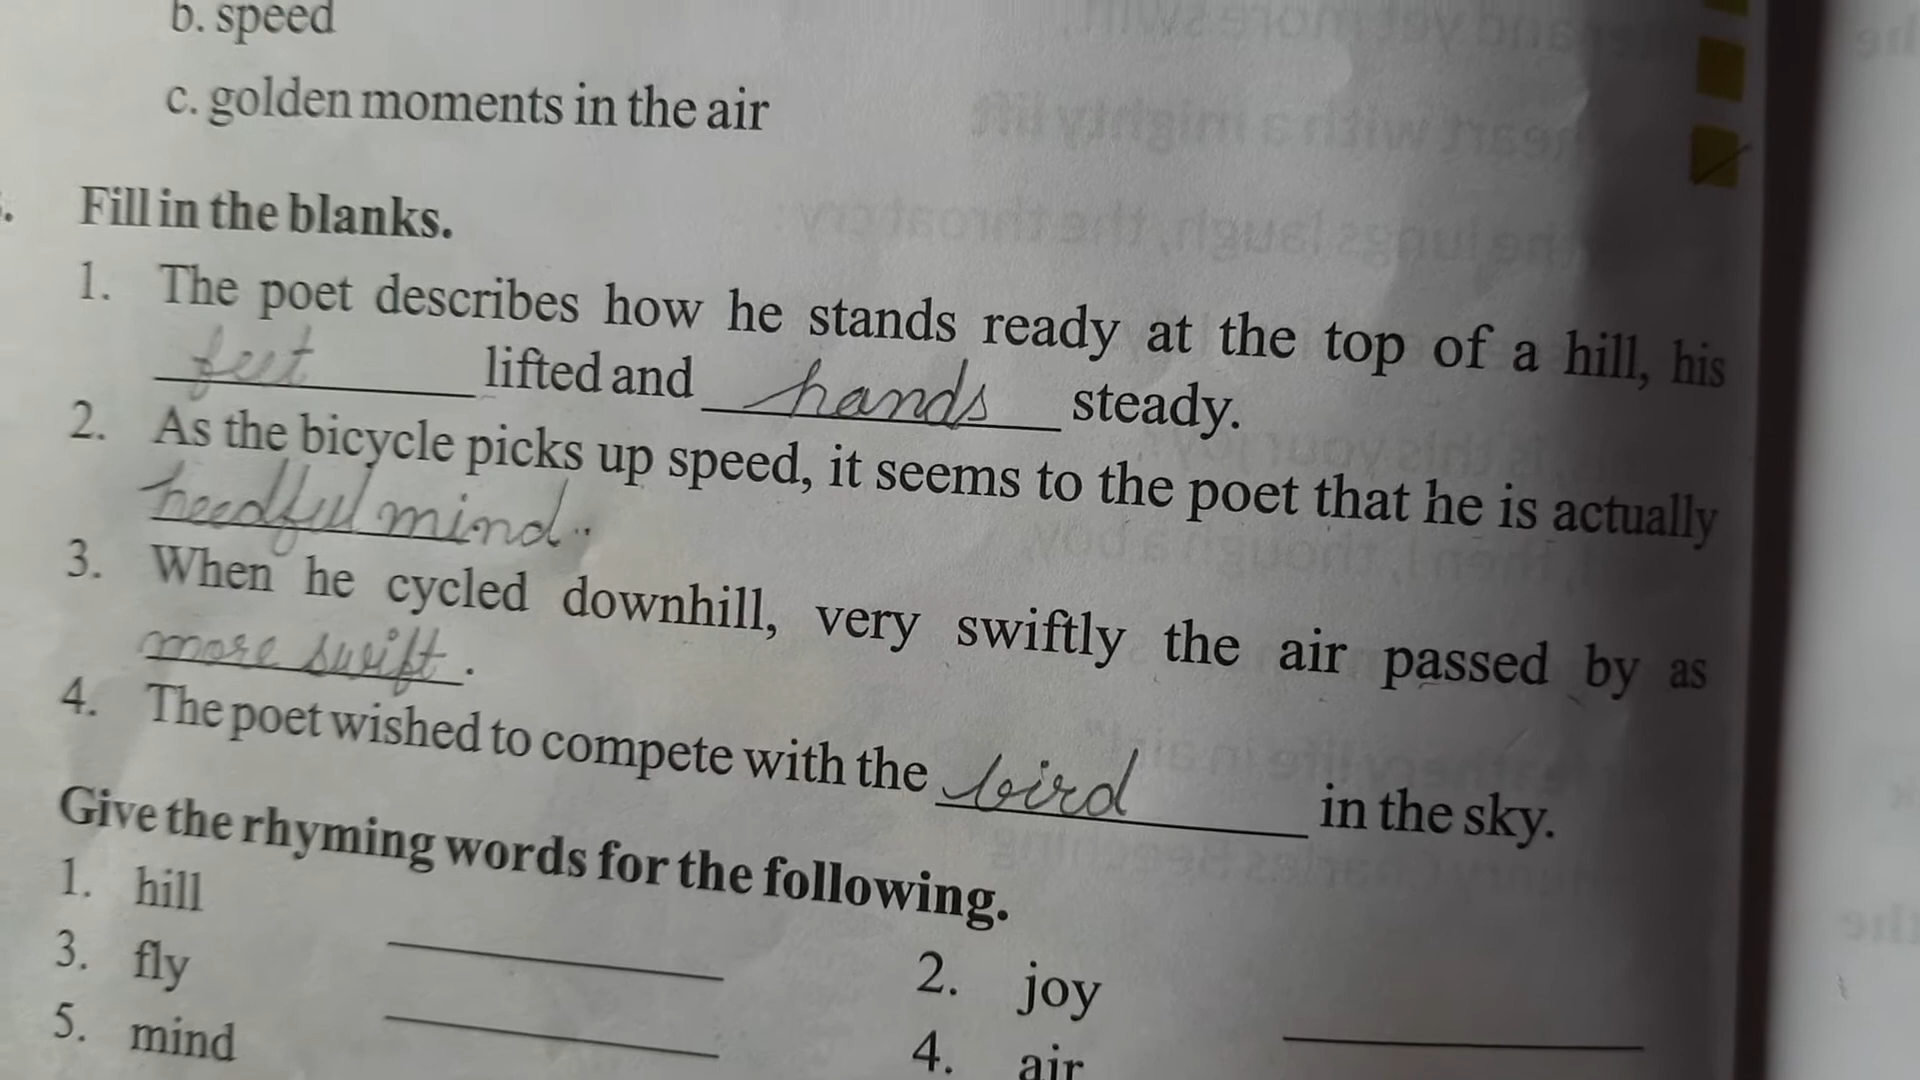 b. speed
c. golden moments in the air
Fill in the blanks.
1. The poet describes how he stands ready at the top of a hill, his
feet lifted and hands steady.
2. As the bicycle picks up speed, it seems to the poet that he is actually
heedful mind.
3. When he cycled downhill, very swiftly the air passed by as
more swift.
4. The poet wished to compete with the bird in the sky.
Give the rhyming words for the following.
1. hill
2. joy
3. fly
4. air
5. mind